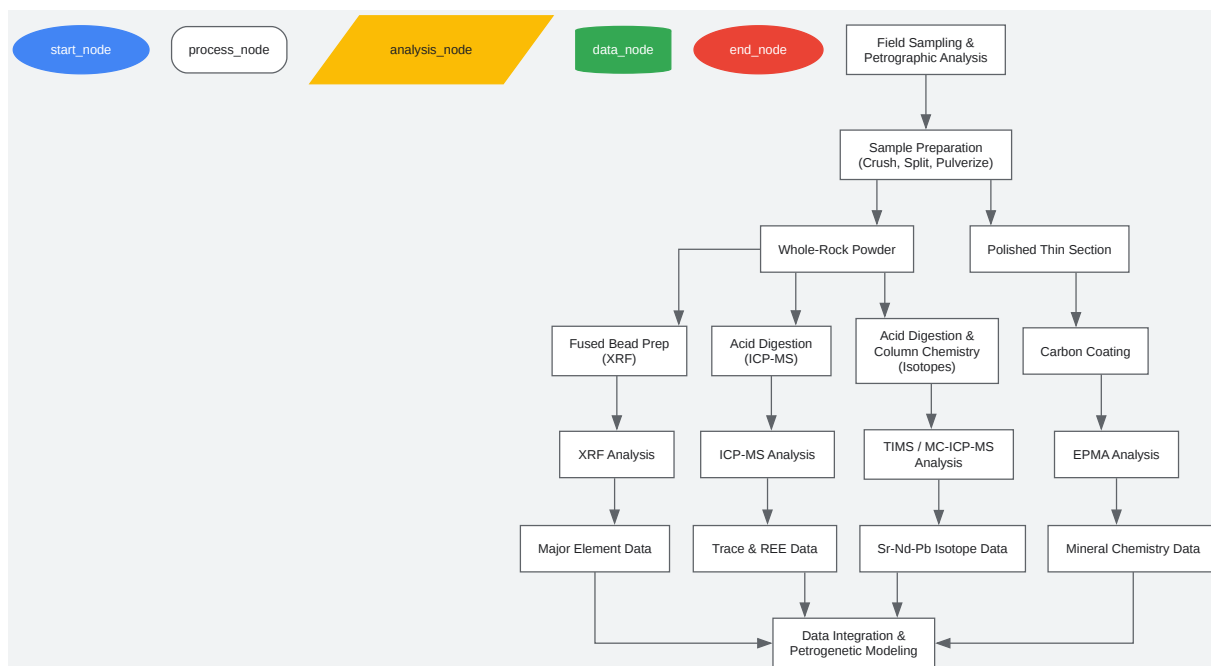 start_node
process_node
analysis_node
data_node
end_node
Field Sampling &
Petrographic Analysis
Sample Preparation
(Crush, Split, Pulverize)
Whole-Rock Powder
Polished Thin Section
Fused Bead Prep
(XRF)
Acid Digestion
(ICP-MS)
Acid Digestion &
Column Chemistry
(Isotopes)
Carbon Coating
XRF Analysis
ICP-MS Analysis
TIMS / MC-ICP-MS
Analysis
EPMA Analysis
Major Element Data
Trace & REE Data
Sr-Nd-Pb Isotope Data
Mineral Chemistry Data
Data Integration &
Petrogenetic Modeling